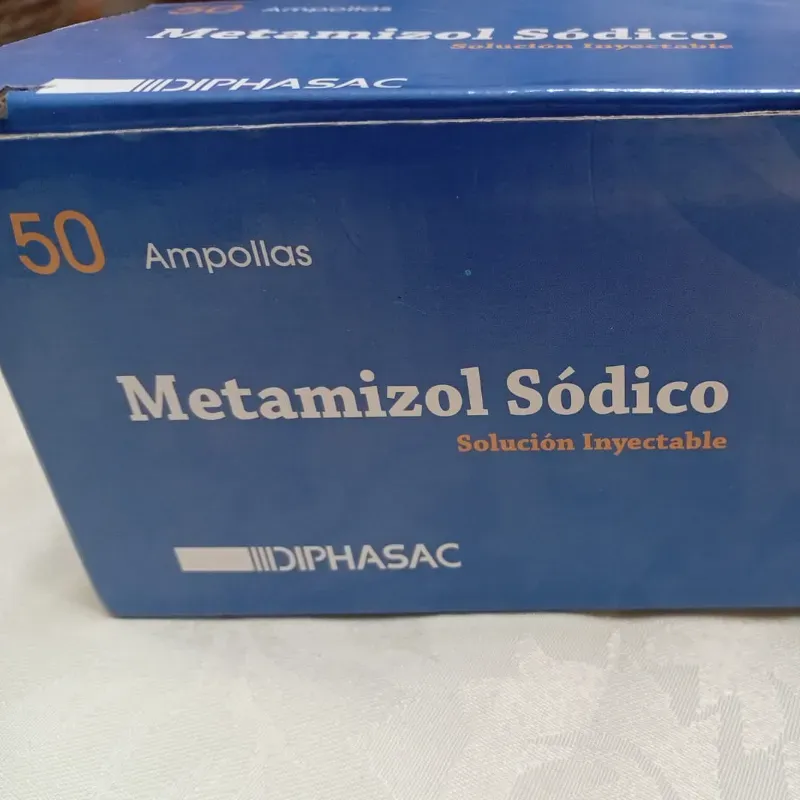 50 Ampollas
Metamizol Sódico
Solución Inyectable
DIPHASAC
50 Ampollas
Metamizol Sódico
Solución Inyectable
DIPHASAC